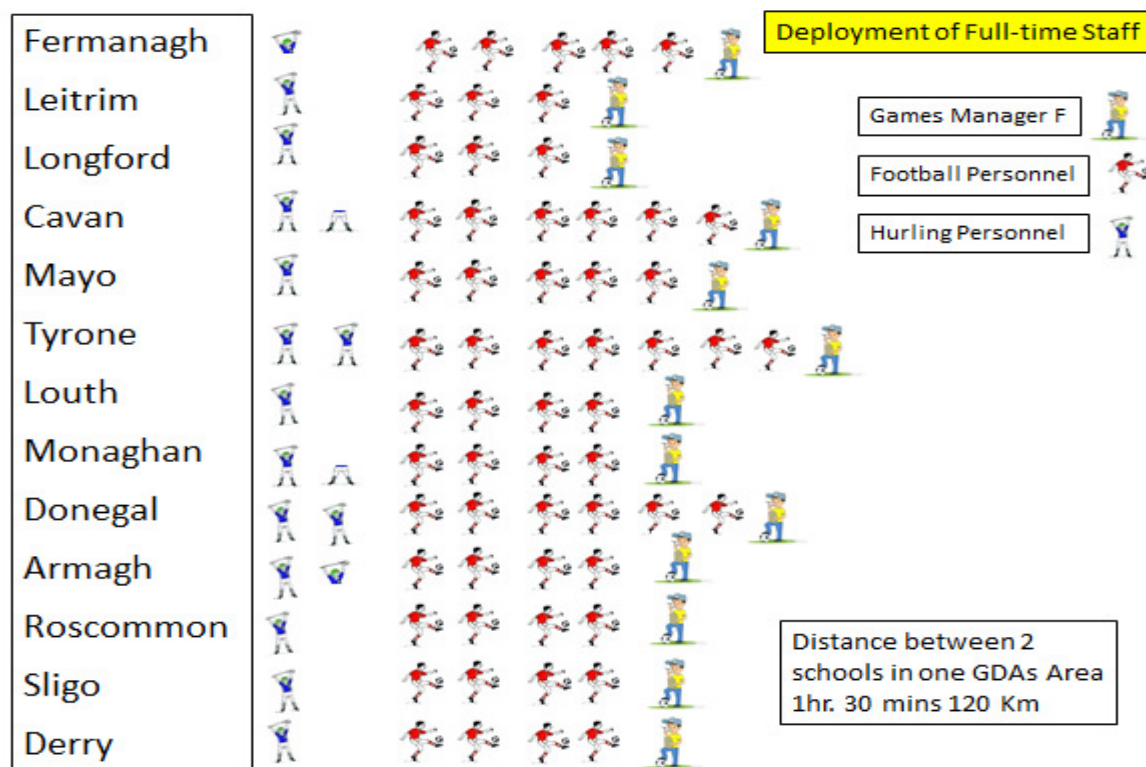 Deployment of Full-time Staff
Fermanagh
Leitrim
Longford
Cavan
Mayo
Tyrone
Louth
Monaghan
Donegal
Armagh
Roscommon
Sligo
Derry
Games Manager F
Football Personnel
Hurling Personnel
Distance between 2
schools in one GDAs Area
1hr. 30 mins 120 Km